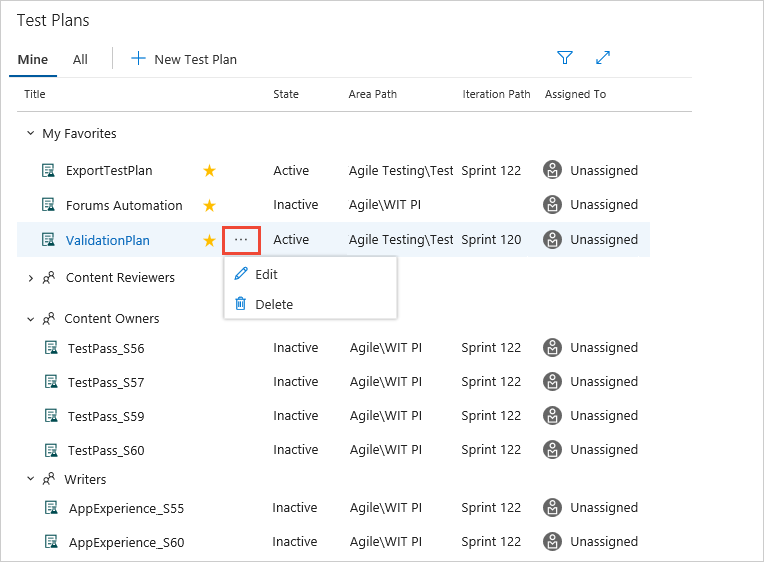 Test Plans
Mine All New Test Plan
Title State Area Path Iteration Path Assigned To
My Favorites
ExportTestPlan Active Agile Testing\Test Sprint 122 Unassigned
Forums Automation Inactive Agile\WIT PI Unassigned
ValidationPlan ... Active Agile Testing\Test Sprint 120 Unassigned
Content Reviewers
Edit
Delete
Content Owners
TestPass_S56 Inactive Agile\WIT PI Sprint 122 Unassigned
TestPass_S57 Inactive Agile\WIT PI Sprint 122 Unassigned
TestPass_S59 Inactive Agile\WIT PI Sprint 122 Unassigned
TestPass_S60 Inactive Agile\WIT PI Sprint 122 Unassigned
Writers
AppExperience_S55 Inactive Agile\WIT PI Sprint 122 Unassigned
AppExperience_S60 Inactive Agile\WIT PI Sprint 122 Unassigned